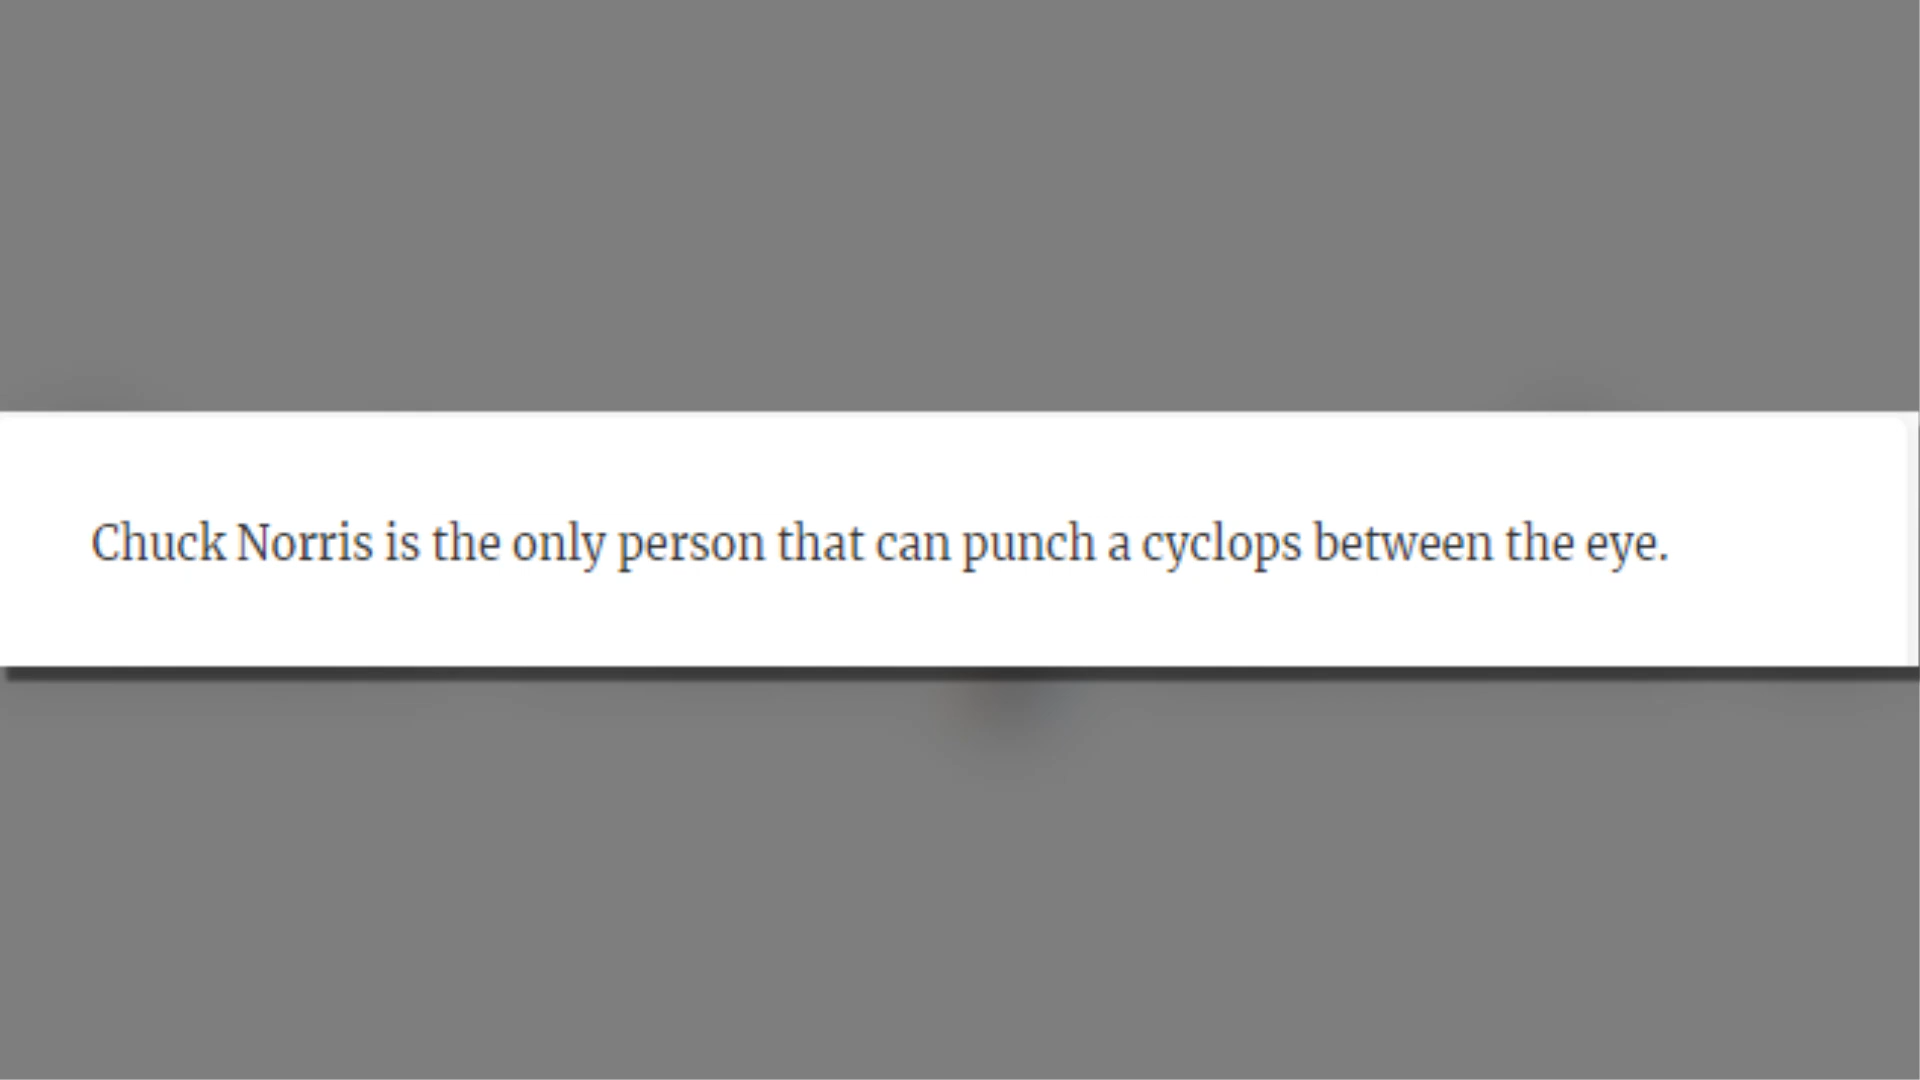 Chuck Norris is the only person that can punch a cyclops between the eye.